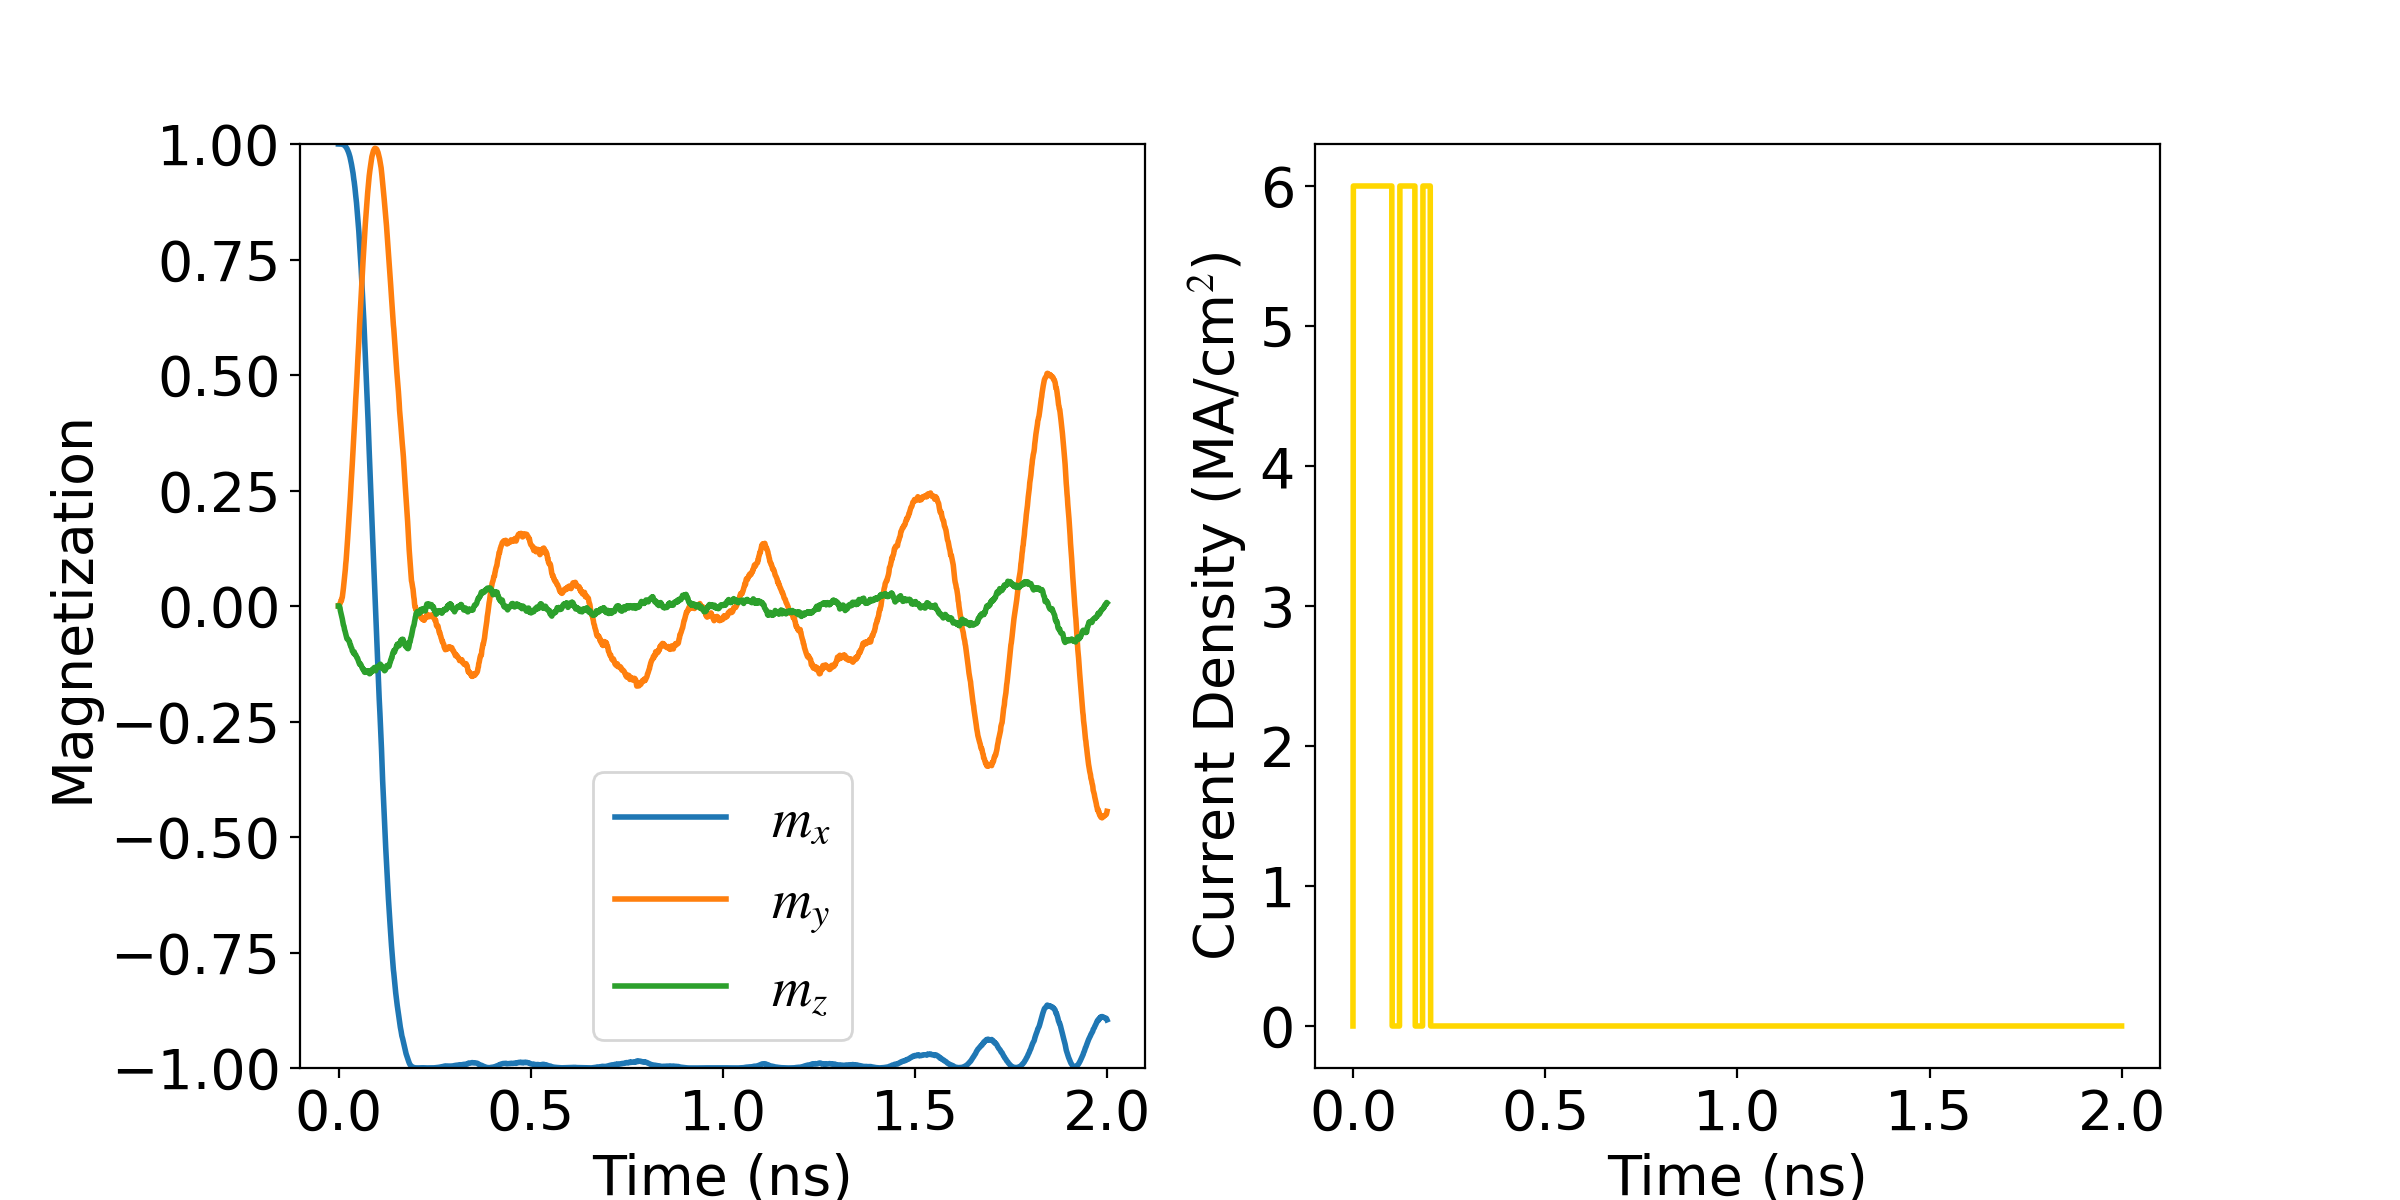 Magnetization
1.00
0.75
0.50
0.25
0.00
−0.25
−0.50
−0.75
−1.00
0.0 0.5 1.0 1.5 2.0
Time (ns)
m_x
m_y
m_z
Current Density (MA/cm²)
6
5
4
3
2
1
0
0.0 0.5 1.0 1.5 2.0
Time (ns)